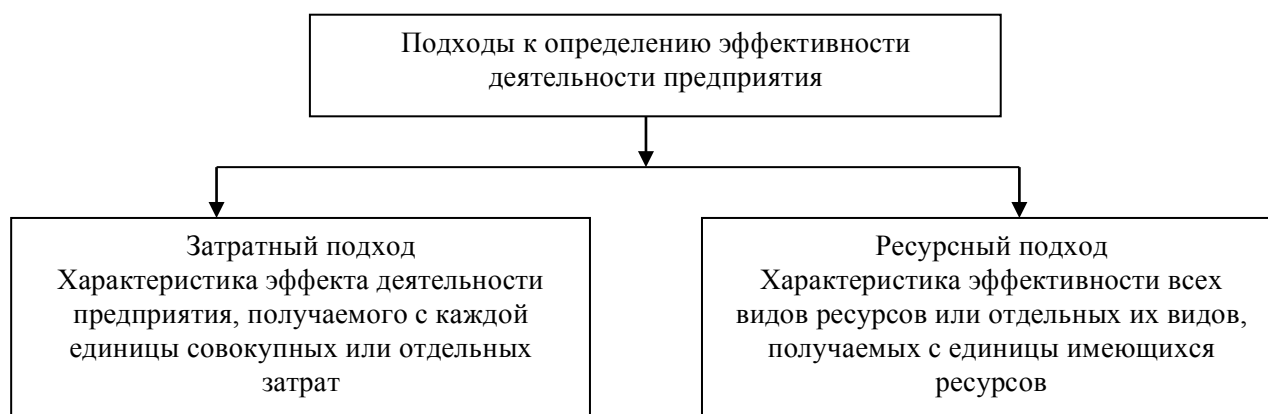 Подходы к определению эффективности
деятельности предприятия
Затратный подход
Характеристика эффекта деятельности
предприятия, получаемого с каждой
единицы совокупных или отдельных
затрат
Ресурсный подход
Характеристика эффективности всех
видов ресурсов или отдельных их видов,
получаемых с единицы имеющихся
ресурсов